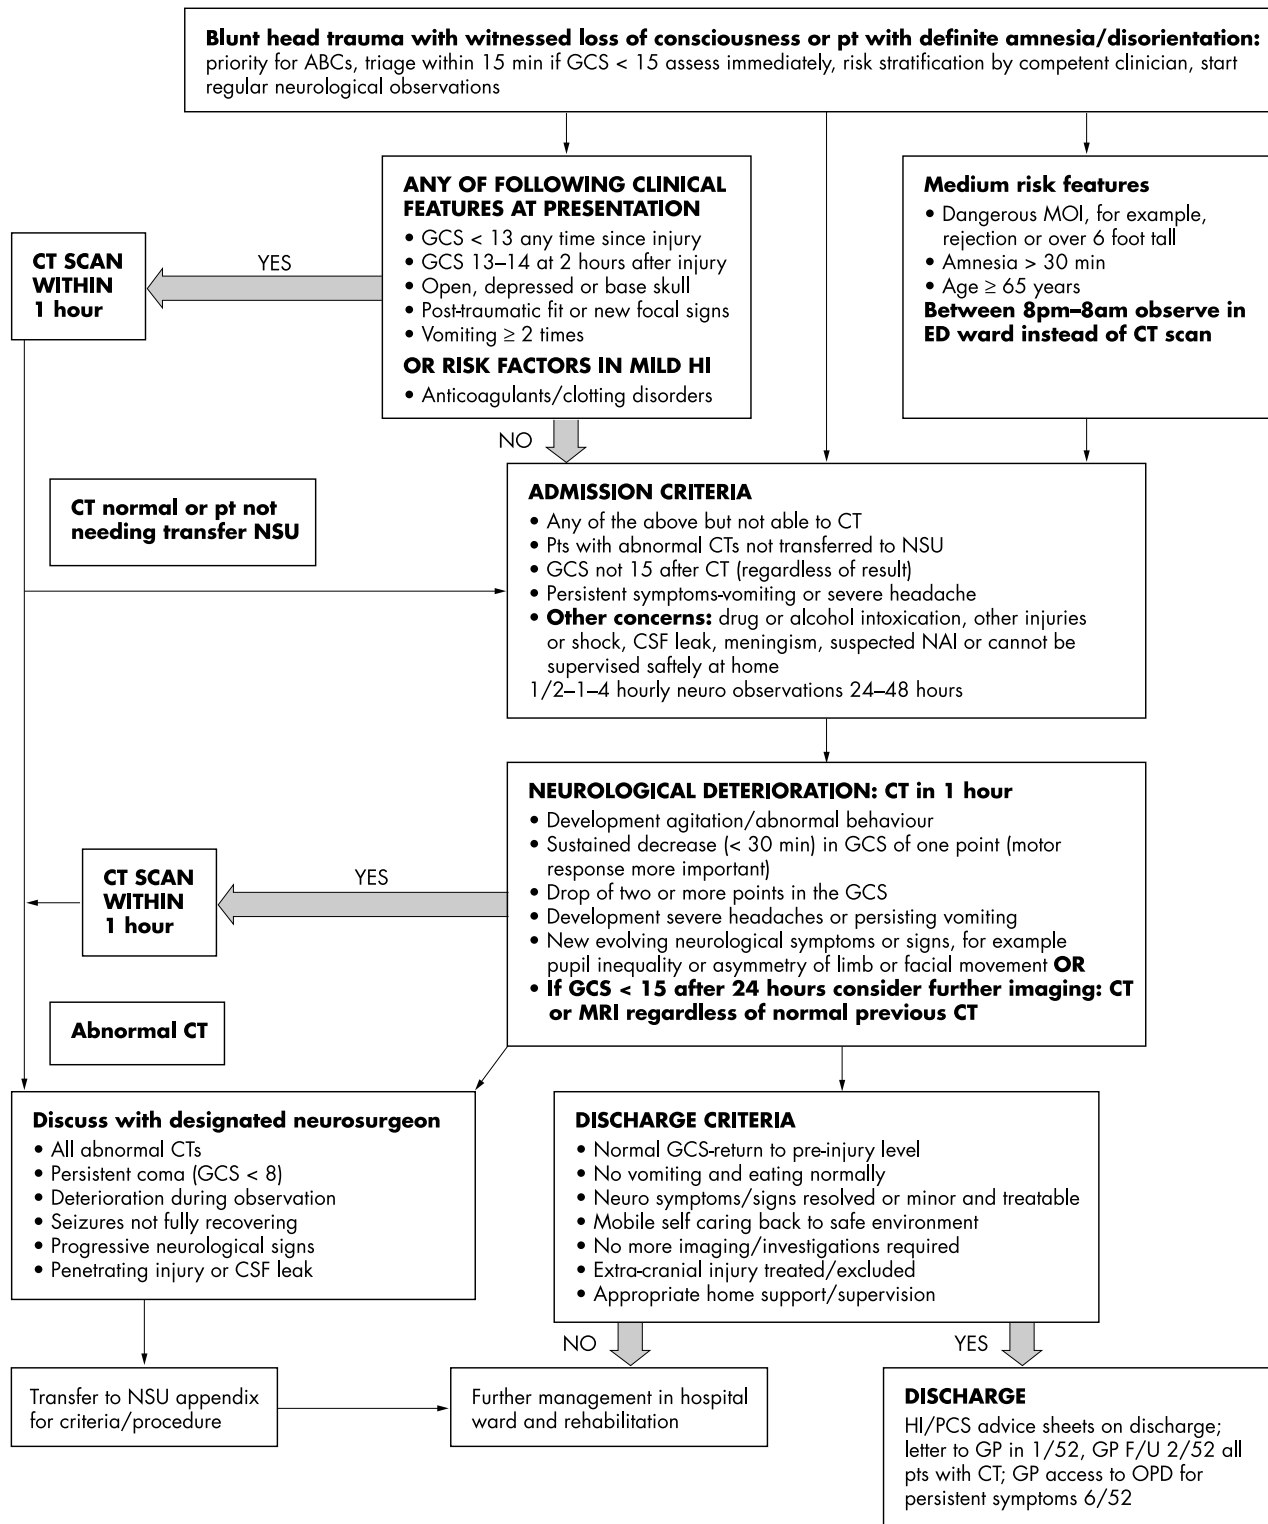 Blunt head trauma with witnessed loss of consciousness or pt with definite amnesia/disorientation:
priority for ABCs, triage within 15 min if GCS < 15 assess immediately, risk stratification by competent clinician, start
regular neurological observations
ANY OF FOLLOWING CLINICAL
FEATURES AT PRESENTATION
• GCS < 13 any time since injury
• GCS 13–14 at 2 hours after injury
• Open, depressed or base skull
• Post-traumatic fit or new focal signs
• Vomiting ≥ 2 times
OR RISK FACTORS IN MILD HI
• Anticoagulants/clotting disorders
Medium risk features
• Dangerous MOI, for example,
rejection or over 6 foot tall
• Amnesia > 30 min
• Age ≥ 65 years
Between 8pm–8am observe in
ED ward instead of CT scan
YES
CT SCAN
WITHIN
1 hour
NO
CT normal or pt not
needing transfer NSU
ADMISSION CRITERIA
• Any of the above but not able to CT
• Pts with abnormal CTs not transferred to NSU
• GCS not 15 after CT (regardless of result)
• Persistent symptoms-vomiting or severe headache
• Other concerns: drug or alcohol intoxication, other injuries
or shock, CSF leak, meningism, suspected NAI or cannot be
supervised saftely at home
1/2–1–4 hourly neuro observations 24–48 hours
NEUROLOGICAL DETERIORATION: CT in 1 hour
• Development agitation/abnormal behaviour
• Sustained decrease (< 30 min) in GCS of one point (motor
response more important)
• Drop of two or more points in the GCS
• Development severe headaches or persisting vomiting
• New evolving neurological symptoms or signs, for example
pupil inequality or asymmetry of limb or facial movement OR
• If GCS < 15 after 24 hours consider further imaging: CT
or MRI regardless of normal previous CT
YES
CT SCAN
WITHIN
1 hour
Abnormal CT
Discuss with designated neurosurgeon
• All abnormal CTs
• Persistent coma (GCS < 8)
• Deterioration during observation
• Seizures not fully recovering
• Progressive neurological signs
• Penetrating injury or CSF leak
DISCHARGE CRITERIA
• Normal GCS-return to pre-injury level
• No vomiting and eating normally
• Neuro symptoms/signs resolved or minor and treatable
• Mobile self caring back to safe environment
• No more imaging/investigations required
• Extra-cranial injury treated/excluded
• Appropriate home support/supervision
NO
YES
Transfer to NSU appendix
for criteria/procedure
Further management in hospital
ward and rehabilitation
DISCHARGE
HI/PCS advice sheets on discharge;
letter to GP in 1/52, GP F/U 2/52 all
pts with CT; GP access to OPD for
persistent symptoms 6/52